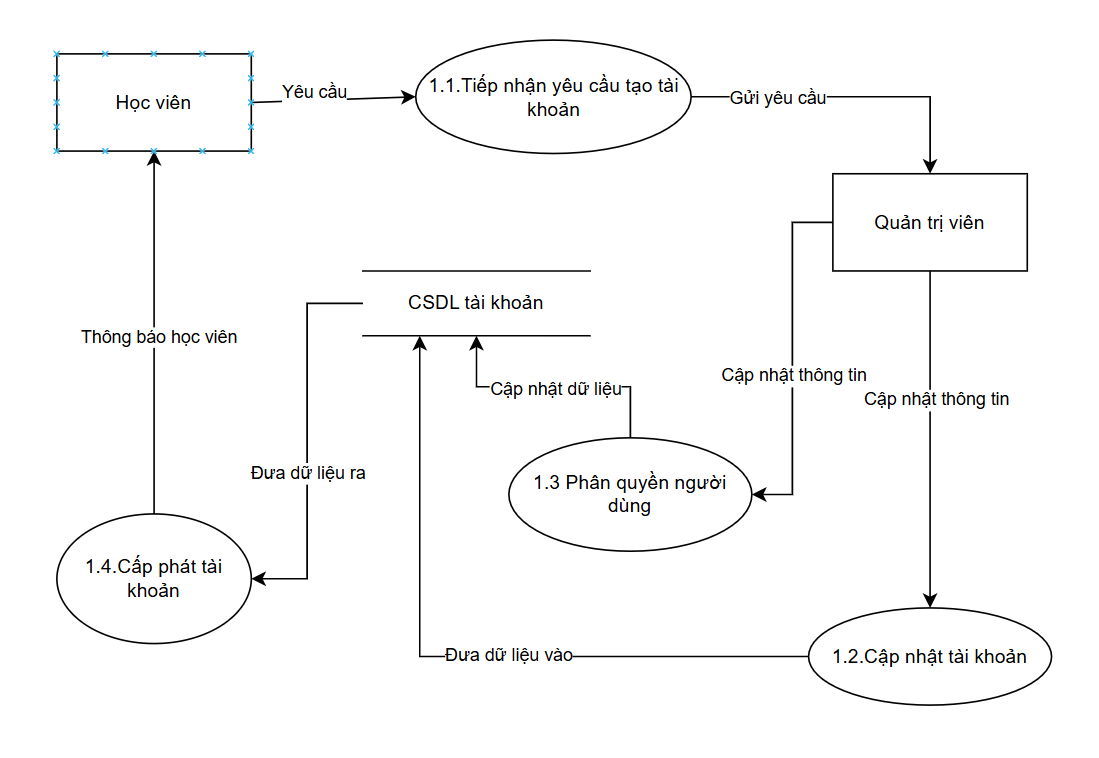 Học viên
Yêu cầu
1.1.Tiếp nhận yêu cầu tạo tài
khoản
Gửi yêu cầu
Quản trị viên
CSDL tài khoản
Thông báo học viên
Cập nhật thông tin
Cập nhật dữ liệu
Cập nhật thông tin
Đưa dữ liệu ra
1.3 Phân quyền người
dùng
1.4.Cấp phát tài
khoản
Đưa dữ liệu vào
1.2.Cập nhật tài khoản